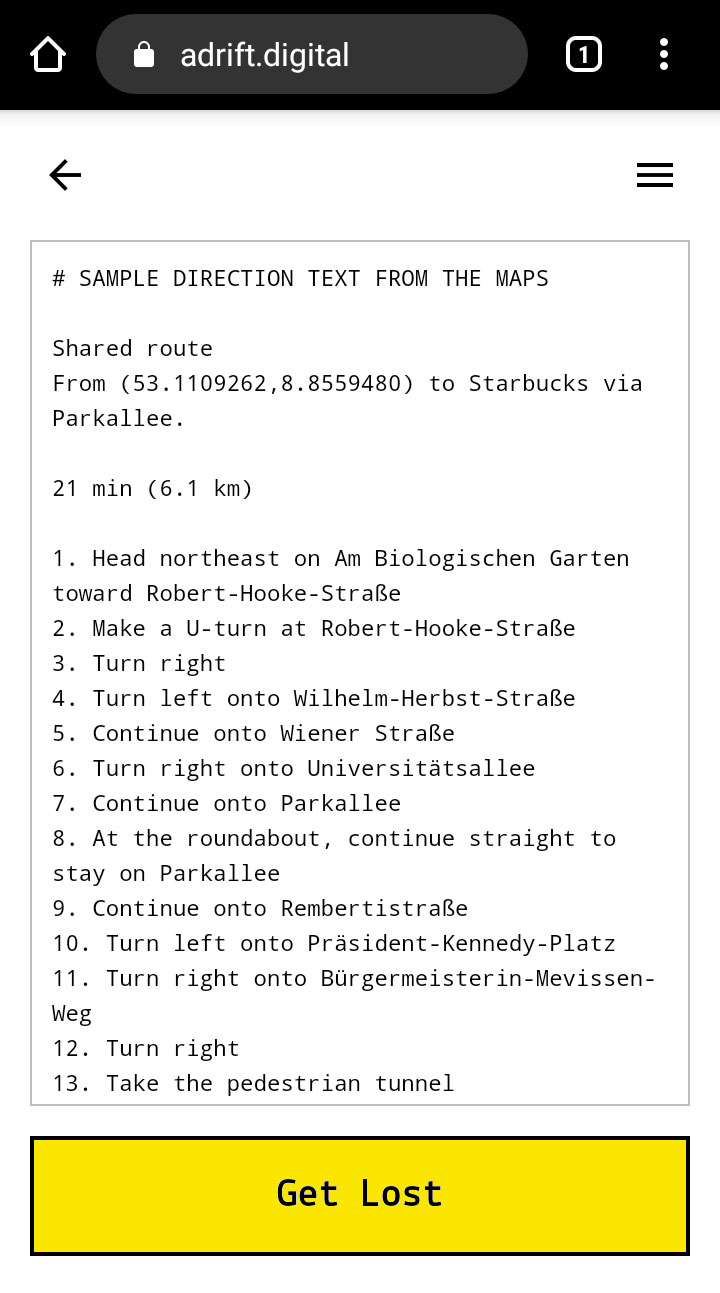 adrift.digital
1
# SAMPLE DIRECTION TEXT FROM THE MAPS
Shared route
From (53.1109262,8.8559480) to Starbucks via
Parkallee.
21 min (6.1 km)
1. Head northeast on Am Biologischen Garten
toward Robert-Hooke-Straße
2. Make a U-turn at Robert-Hooke-Straße
3. Turn right
4. Turn left onto Wilhelm-Herbst-Straße
5. Continue onto Wiener Straße
6. Turn right onto Universitätsallee
7. Continue onto Parkallee
8. At the roundabout, continue straight to
stay on Parkallee
9. Continue onto Rembertistraße
10. Turn left onto Präsident-Kennedy-Platz
11. Turn right onto Bürgermeisterin-Mevissen-
Weg
12. Turn right
13. Take the pedestrian tunnel
Get Lost